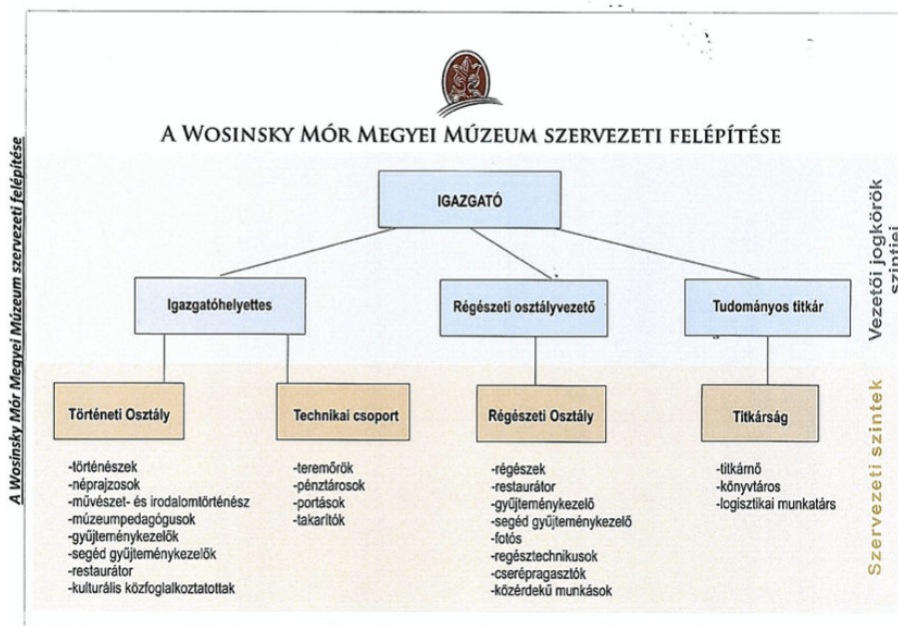 A Wosinsky Mór Megyei Múzeum szervezeti felépítése
A WOSINSKY MÓR MEGYEI MÚZEUM SZERVEZETI FELÉPÍTÉSE
IGAZGATÓ
Igazgatóhelyettes
Régészeti osztályvezető
Tudományos titkár
Vezetői jogkörök
szintjei
Történeti Osztály
-történészek
-néprajzosok
-művészet- és irodalomtörténész
-múzeumpedagógusok
-gyűjteménykezelők
-segéd gyűjteménykezelők
-restaurátor
-kulturális közfoglalkoztatottak
Technikai csoport
-teremőrök
-pénztárosok
-portások
-takarítók
Régészeti Osztály
-régészek
-restaurátor
-gyűjteménykezelő
-segéd gyűjteménykezelő
-fotós
-regésztechnikusok
-cserépragasztók
-közérdekű munkások
Titkárság
-titkárnő
-könyvtáros
-logisztikai munkatárs
Szervezeti szintek